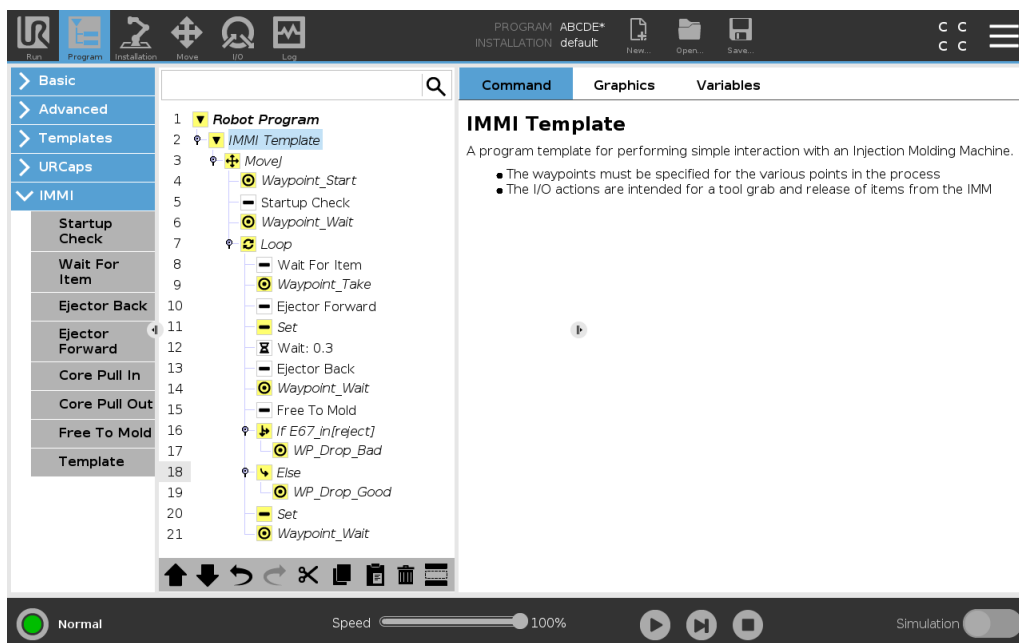 PROGRAM ABCDE*
INSTALLATION default
C C
C C
UR
Run
Program
Installation
Move
I/O
Log
New...
Open...
Save...
Basic
Advanced
Templates
URCaps
IMMI
Startup
Check
Wait For
Item
Ejector Back
Ejector
Forward
Core Pull In
Core Pull Out
Free To Mold
Template
1 Robot Program
2 IMMI Template
3 MoveJ
4 Waypoint_Start
5 Startup Check
6 Waypoint_Wait
7 Loop
8 Wait For Item
9 Waypoint_Take
10 Ejector Forward
11 Set
12 Wait: 0.3
13 Ejector Back
14 Waypoint_Wait
15 Free To Mold
16 If E67_in[reject]
17 WP_Drop_Bad
18 Else
19 WP_Drop_Good
20 Set
21 Waypoint_Wait
Command Graphics Variables
IMMI Template
A program template for performing simple interaction with an Injection Molding Machine.
The waypoints must be specified for the various points in the process
The I/O actions are intended for a tool grab and release of items from the IMM
Normal
Speed 100%
Simulation